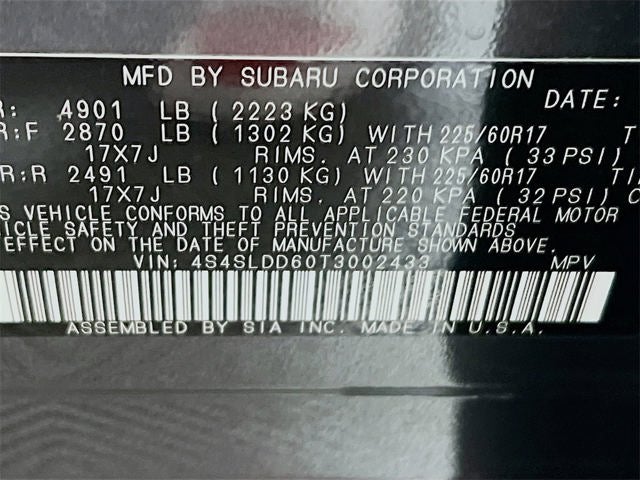 MFD BY SUBARU CORPORATION
DATE:
R: 4901 LB ( 2223 KG)
R:F 2870 LB ( 1302 KG) WITH 225/60R17 T
17X7J RIMS. AT 230 KPA ( 33 PSI)
R:R 2491 LB ( 1130 KG) WITH 225/60R17 TI
17X7J RIMS. AT 220 KPA ( 32 PSI) C
S VEHICLE CONFORMS TO ALL APPLICABLE FEDERAL MOTOR
HICLE SAFETY AND THEFT PREVENTION STANDARDS
EFFECT ON THE DATE OF MANUFACTURE SHOWN ABOVE.
VIN: 4S4SLDD60T3002433 MPV
ASSEMBLED BY SIA INC. MADE IN U.S.A.